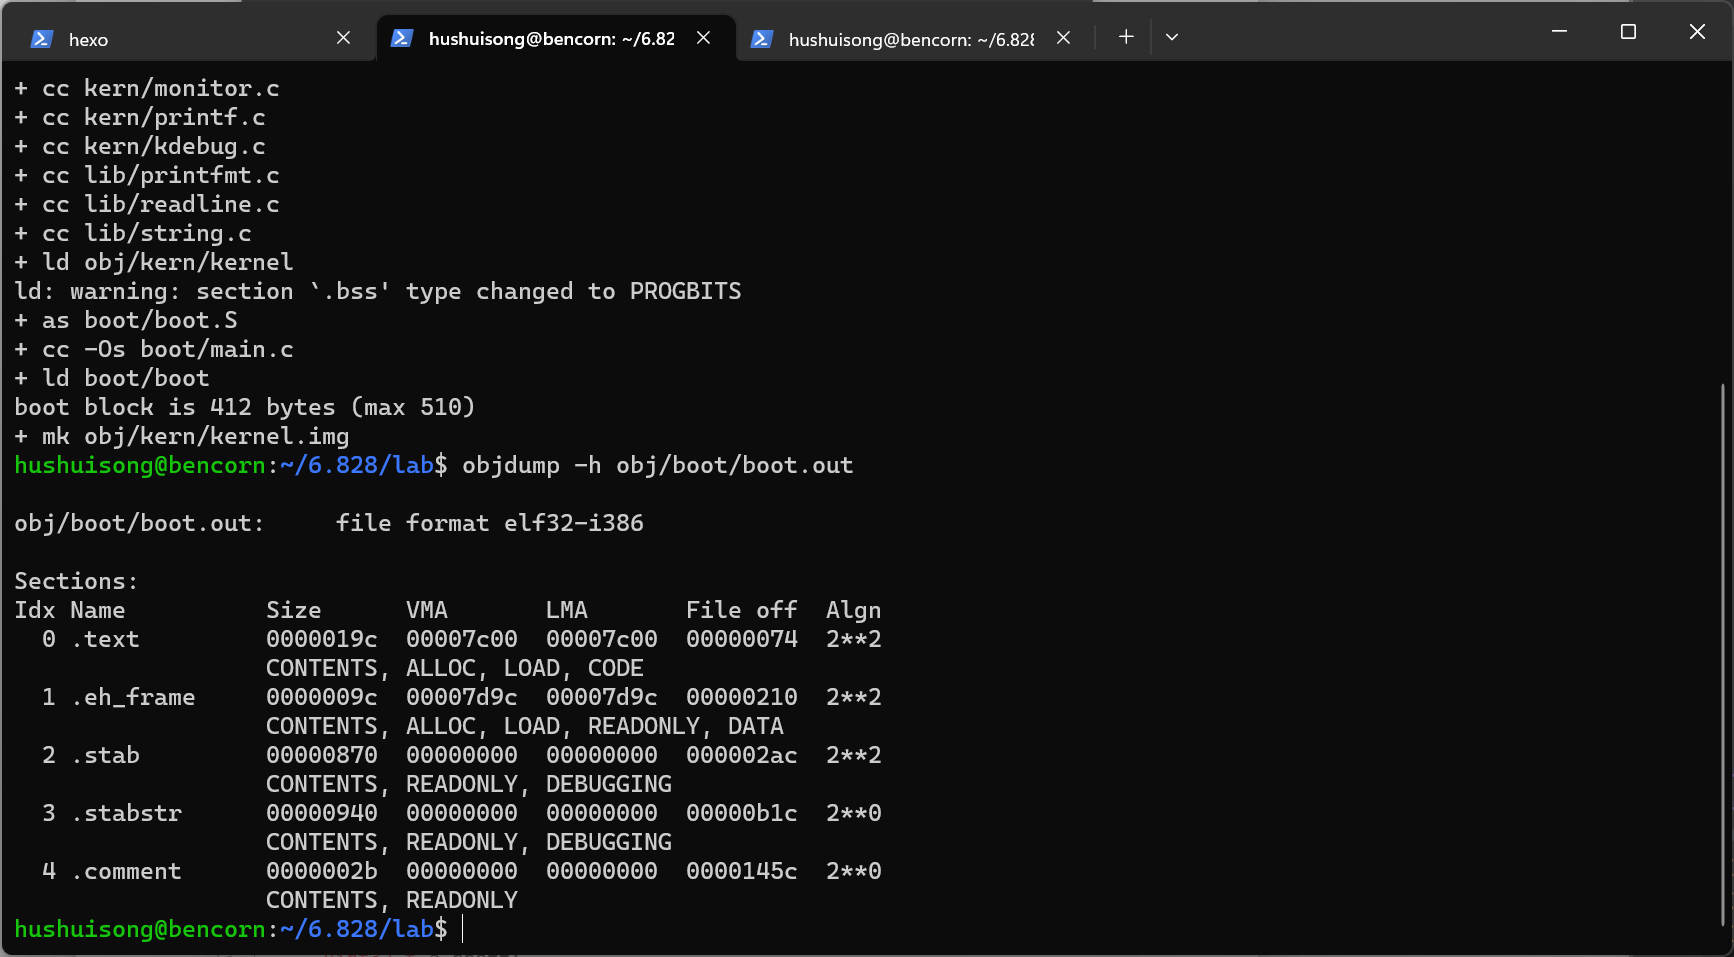 hexo
hushuisong@bencorn: ~/6.82
hushuisong@bencorn: ~/6.828
+ cc kern/monitor.c
+ cc kern/printf.c
+ cc kern/kdebug.c
+ cc lib/printfmt.c
+ cc lib/readline.c
+ cc lib/string.c
+ ld obj/kern/kernel
ld: warning: section `.bss' type changed to PROGBITS
+ as boot/boot.S
+ cc -Os boot/main.c
+ ld boot/boot
boot block is 412 bytes (max 510)
+ mk obj/kern/kernel.img
hushuisong@bencorn:~/6.828/lab$ objdump -h obj/boot/boot.out
obj/boot/boot.out:     file format elf32-i386
Sections:
Idx Name          Size      VMA       LMA       File off  Algn
  0 .text         0000019c  00007c00  00007c00  00000074  2**2
                  CONTENTS, ALLOC, LOAD, CODE
  1 .eh_frame     0000009c  00007d9c  00007d9c  00000210  2**2
                  CONTENTS, ALLOC, LOAD, READONLY, DATA
  2 .stab         00000870  00000000  00000000  000002ac  2**2
                  CONTENTS, READONLY, DEBUGGING
  3 .stabstr      00000940  00000000  00000000  00000b1c  2**0
                  CONTENTS, READONLY, DEBUGGING
  4 .comment      0000002b  00000000  00000000  0000145c  2**0
                  CONTENTS, READONLY
hushuisong@bencorn:~/6.828/lab$